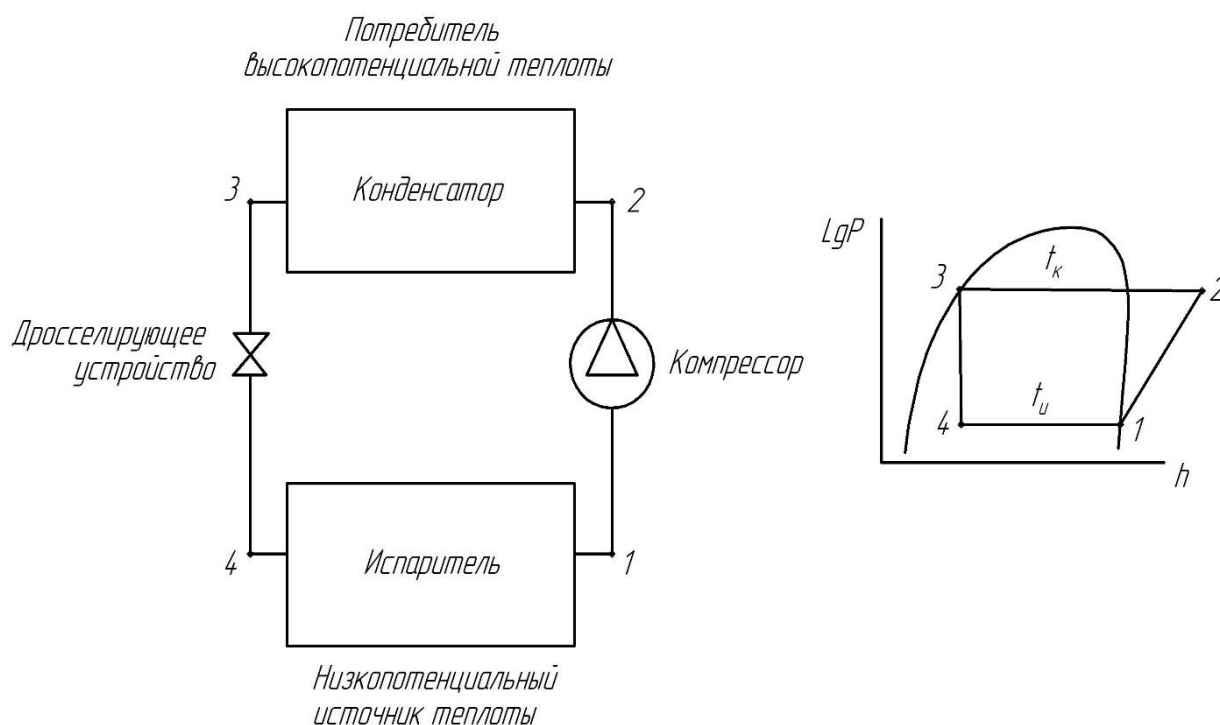 Потребитель
высокопотенциальной теплоты
3
Конденсатор
2
Дросселирующее
устройство
Компрессор
4
Испаритель
1
Низкопотенциальный
источник теплоты
LgP
3
tк
2
4
tи
1
h